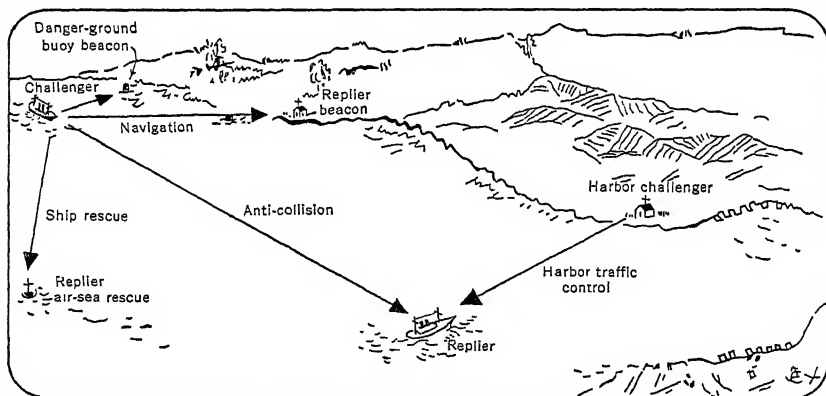 Danger-ground
buoy beacon
Challenger
Replier
beacon
Navigation
Harbor challenger
Ship rescue
Anti-collision
Harbor traffic
control
Replier
air-sea rescue
Replier